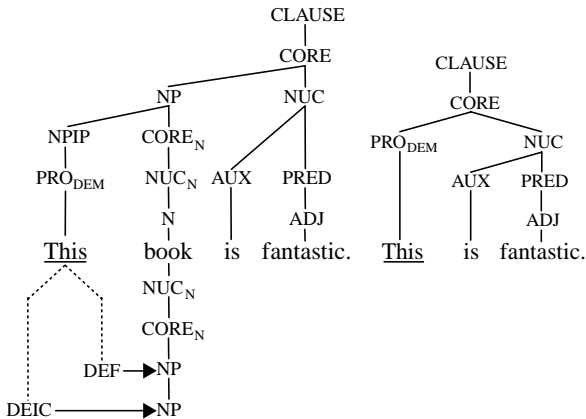 CLAUSE
CORE
CLAUSE
NP NUC CORE
NPIP CORE_N PRO_DEM NUC
PRO_DEM NUC_N AUX PRED AUX PRED
N ADJ ADJ
This book is fantastic. This is fantastic.
NUC_N
CORE_N
DEF NP
DEIC NP